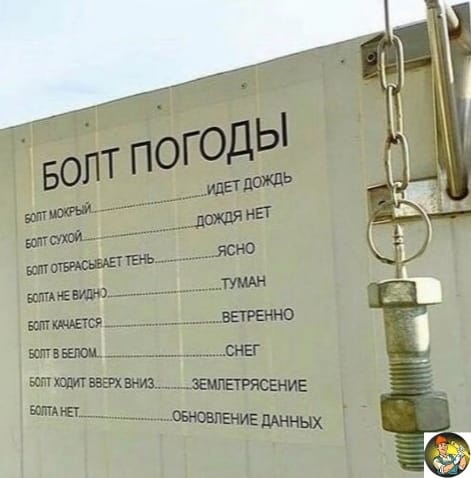 БОЛТ ПОГОДЫ
БОЛТ МОКРЫЙ........................ИДЕТ ДОЖДЬ
БОЛТ СУХОЙ........................ДОЖДЯ НЕТ
БОЛТ ОТБРАСЫВАЕТ ТЕНЬ............ЯСНО
БОЛТА НЕ ВИДНО........................ТУМАН
БОЛТ КАЧАЕТСЯ........................ВЕТРЕННО
БОЛТ В БЕЛОМ........................СНЕГ
БОЛТ ХОДИТ ВВЕРХ ВНИЗ.........ЗЕМЛЕТРЯСЕНИЕ
БОЛТА НЕТ.....................ОБНОВЛЕНИЕ ДАННЫХ